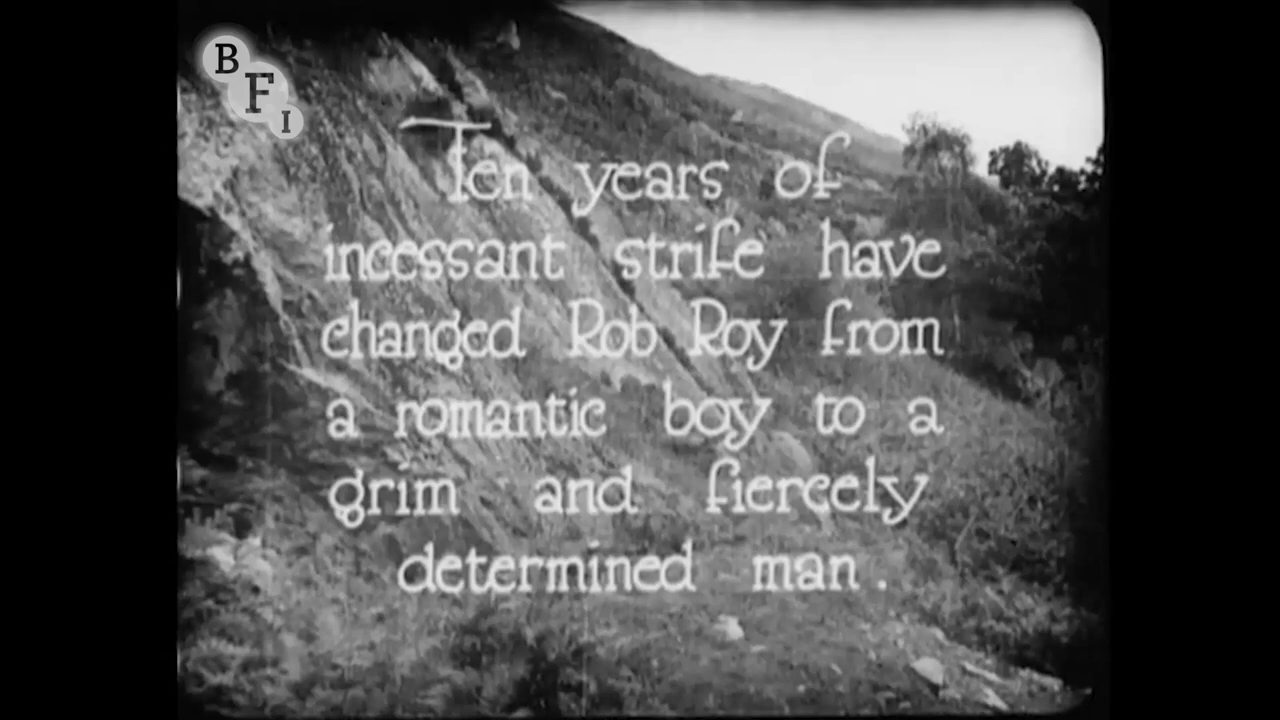 BFI
Ten years of
incessant strife have
changed Rob Roy from
a romantic boy to a
grim and fiercely
determined man.